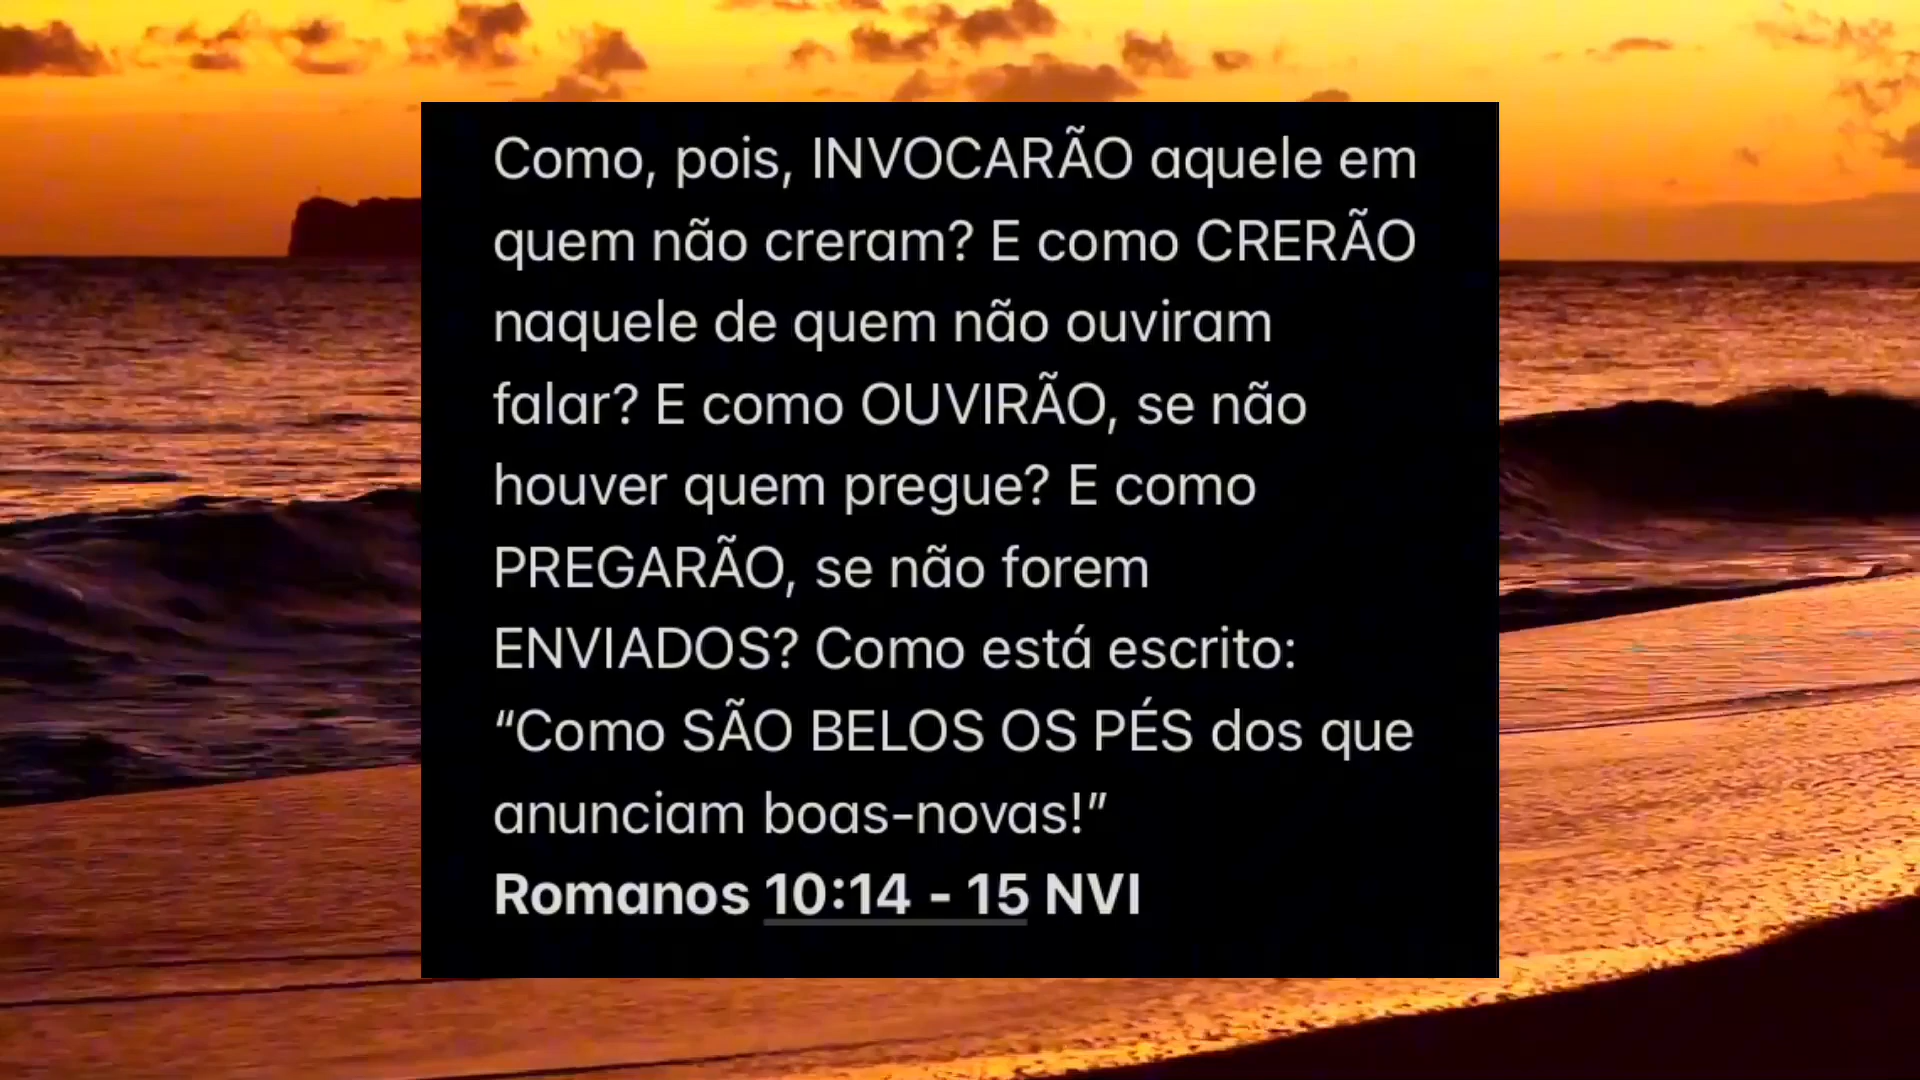 Como, pois, INVOCARÃO aquele em
quem não creram? E como CRERÃO
naquele de quem não ouviram
falar? E como OUVIRÃO, se não
houver quem pregue? E como
PREGARÃO, se não forem
ENVIADOS? Como está escrito:
“Como SÃO BELOS OS PÉS dos que
anunciam boas-novas!”
Romanos 10:14 - 15 NVI